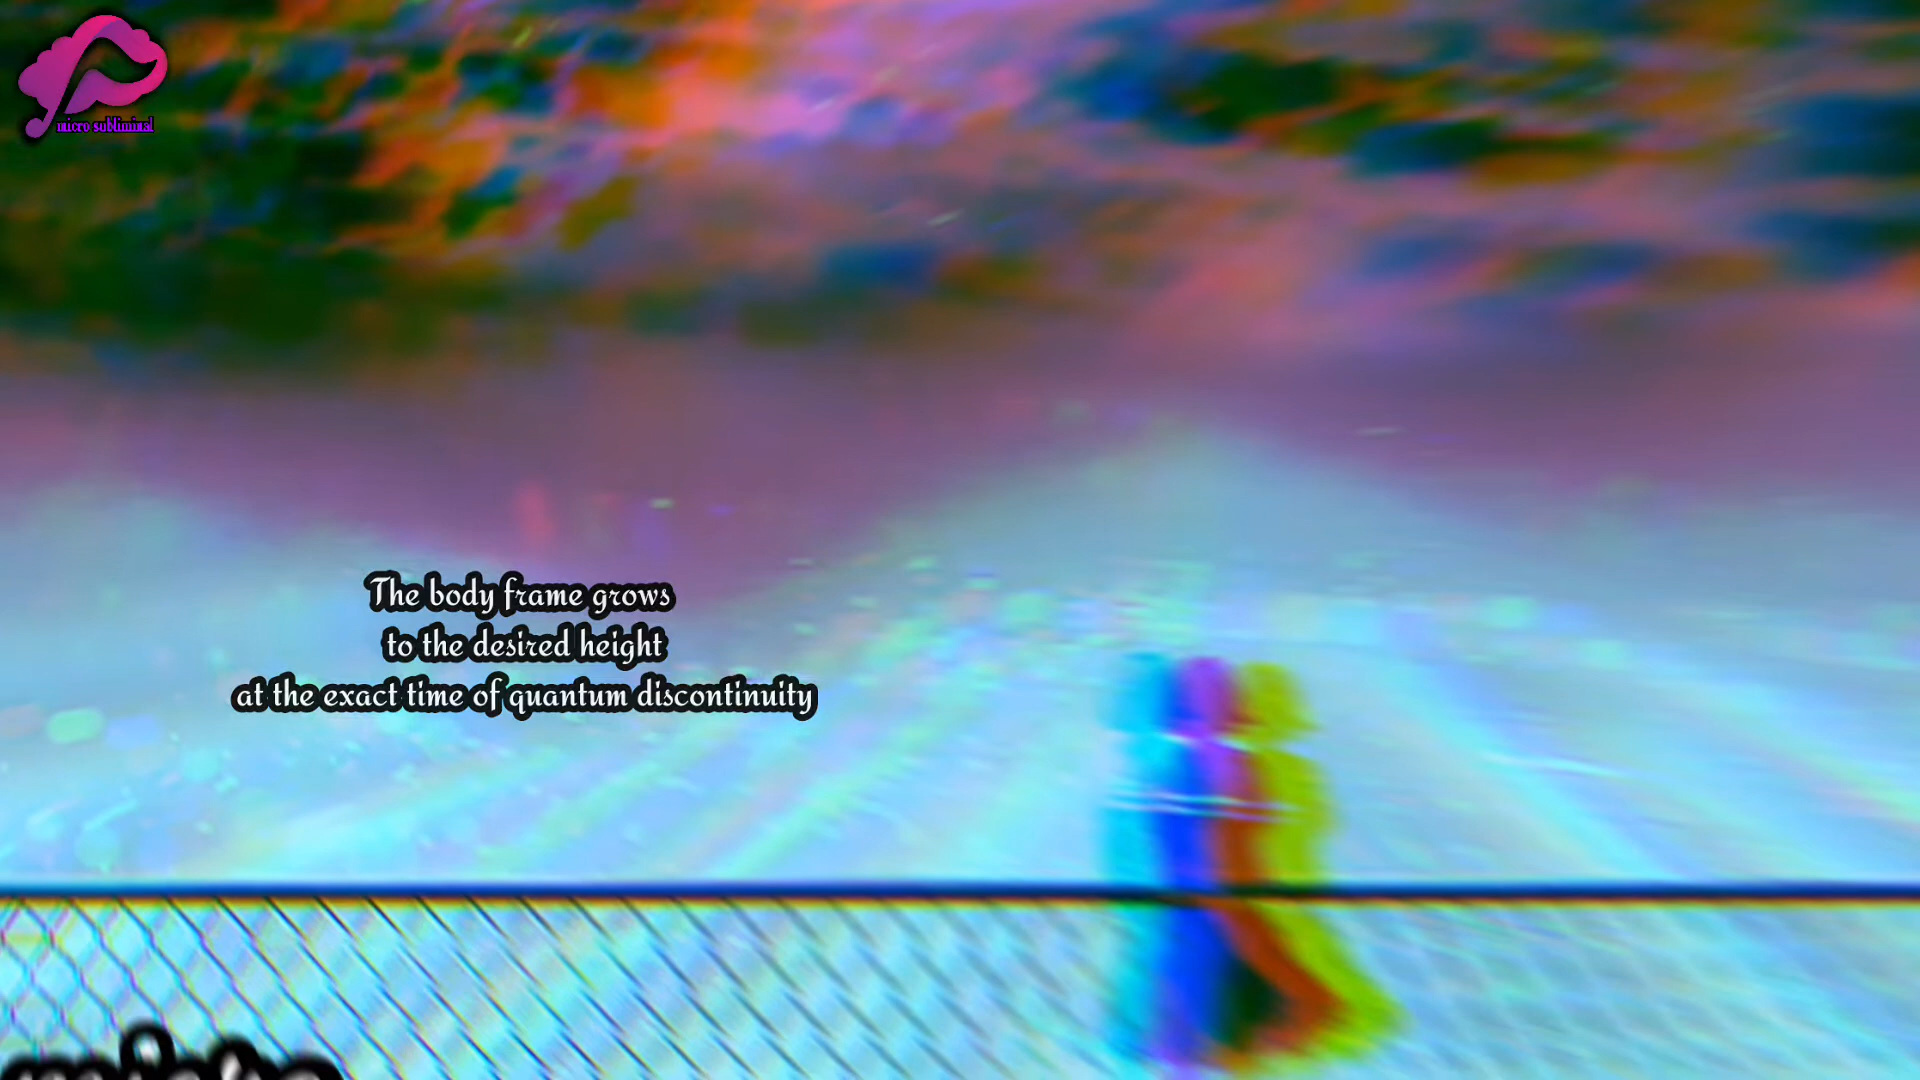 micro subliminal
The body frame grows
to the desired height
at the exact time of quantum discontinuity